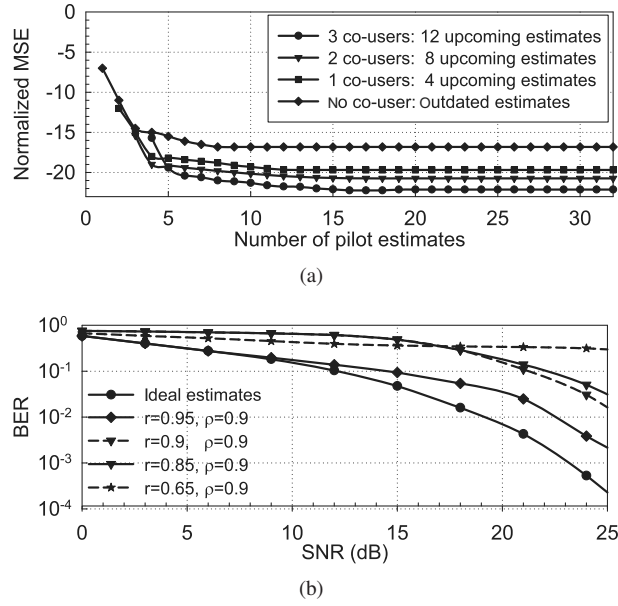 0
-5
-10
-15
-20
Normalized MSE
3 co-users: 12 upcoming estimates
2 co-users: 8 upcoming estimates
1 co-users: 4 upcoming estimates
No co-user: Outdated estimates
0 5 10 15 20 25 30
Number of pilot estimates
(a)
10^0
10^-1
10^-2
10^-3
10^-4
BER
Ideal estimates
r=0.95, ρ=0.9
r=0.9, ρ=0.9
r=0.85, ρ=0.9
r=0.65, ρ=0.9
0 5 10 15 20 25
SNR (dB)
(b)